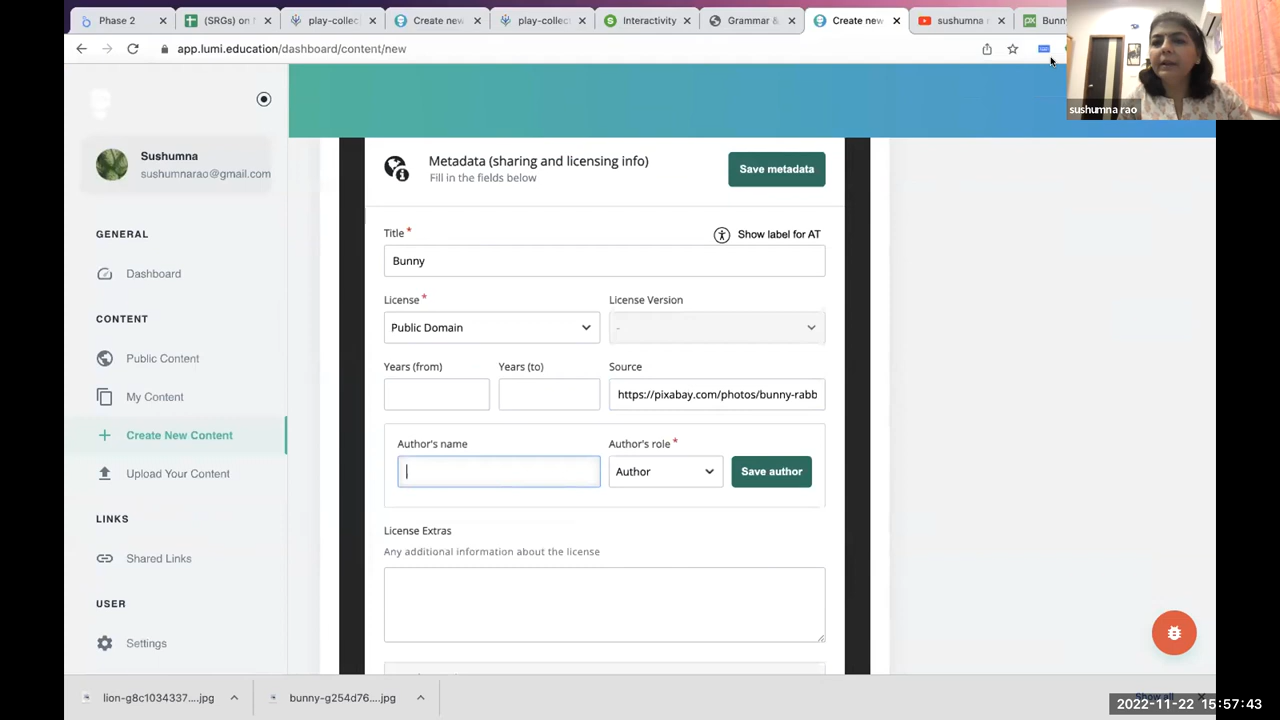 Phase 2
(SRGs) on
play-collec
Create new
play-collec
Interactivity
Grammar &
Create new
sushumna
Bunn
app.lumi.education/dashboard/content/new
sushumna rao
Sushumna
sushumnarao@gmail.com
GENERAL
Dashboard
CONTENT
Public Content
My Content
Create New Content
Upload Your Content
LINKS
Shared Links
USER
Settings
Metadata (sharing and licensing info)
Fill in the fields below
Save metadata
Title *
Show label for AT
Bunny
License *
License Version
Public Domain
-
Years (from)
Years (to)
Source
https://pixabay.com/photos/bunny-rabb
Author's name
Author's role *
Author
Save author
License Extras
Any additional information about the license
lion-g8c1034337....jpg
bunny-g254d76....jpg
Show all
2022-11-22 15:57:43